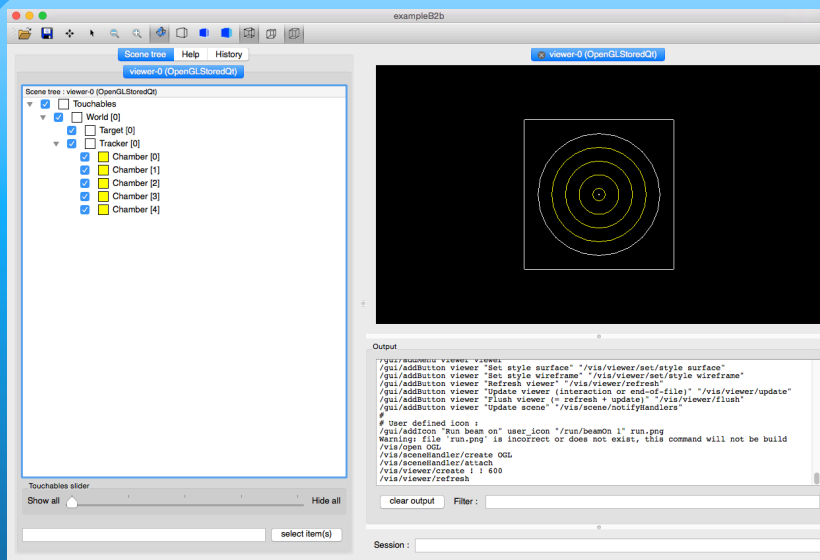 exampleB2b
Scene tree
Help
History
viewer-0 (OpenGLStoredQt)
Scene tree : viewer-0 (OpenGLStoredQt)
Touchables
World [0]
Target [0]
Tracker [0]
Chamber [0]
Chamber [1]
Chamber [2]
Chamber [3]
Chamber [4]
Touchables slider
Show all
Hide all
select item(s)
viewer-0 (OpenGLStoredQt)
Output
/gui/addMenu viewer Viewer
/gui/addButton viewer "Set style surface" "/vis/viewer/set/style surface"
/gui/addButton viewer "Set style wireframe" "/vis/viewer/set/style wireframe"
/gui/addButton viewer "Refresh viewer" "/vis/viewer/refresh"
/gui/addButton viewer "Update viewer (interaction or end-of-file)" "/vis/viewer/update"
/gui/addButton viewer "Flush viewer (= refresh + update)" "/vis/viewer/flush"
/gui/addButton viewer "Update scene" "/vis/scene/notifyHandlers"
#
# User defined icon :
/gui/addIcon "Run beam on" user_icon "/run/beamOn 1" run.png
Warning: file 'run.png' is incorrect or does not exist, this command will not be build
/vis/open OGL
/vis/sceneHandler/create OGL
/vis/sceneHandler/attach
/vis/viewer/create ! ! 600
/vis/viewer/refresh
clear output
Filter :
Session :